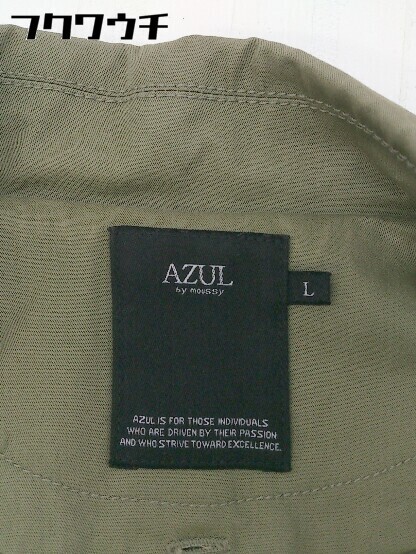 フクワウチ
AZUL
by moussy
L
AZUL IS FOR THOSE INDIVIDUALS
WHO ARE DRIVEN BY THEIR PASSION
AND WHO STRIVE TOWARD EXCELLENCE.